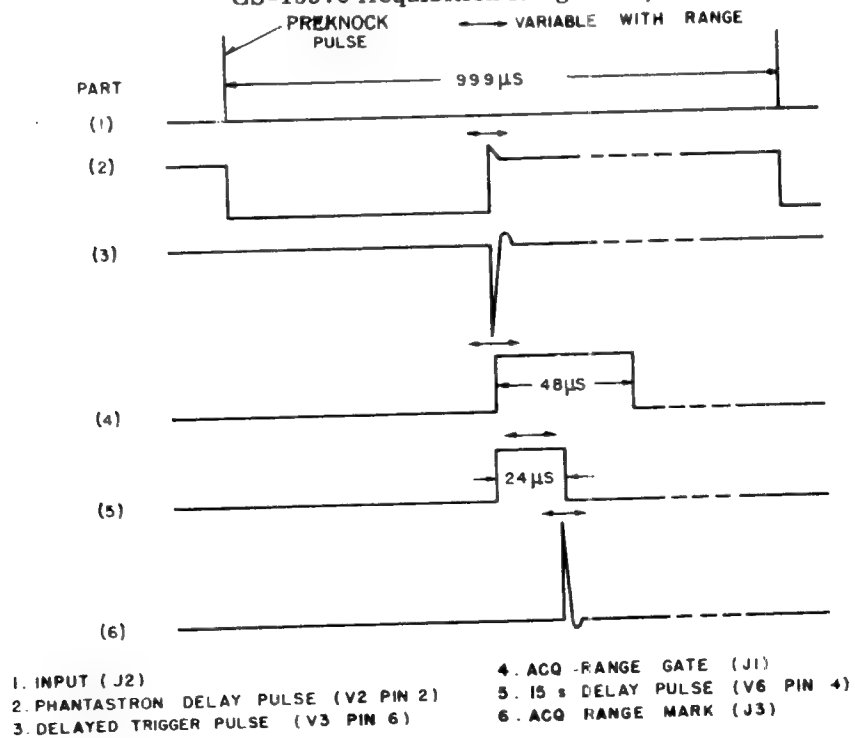 PREKNOCK
PULSE
VARIABLE WITH RANGE
999 μS
PART
(1)
(2)
(3)
(4)
48μS
(5)
24μS
(6)
1. INPUT (J2)
2. PHANTASTRON DELAY PULSE (V2 PIN 2)
3. DELAYED TRIGGER PULSE (V3 PIN 6)
4. ACQ-RANGE GATE (J1)
5. 15 s DELAY PULSE (V6 PIN 4)
6. ACQ RANGE MARK (J3)